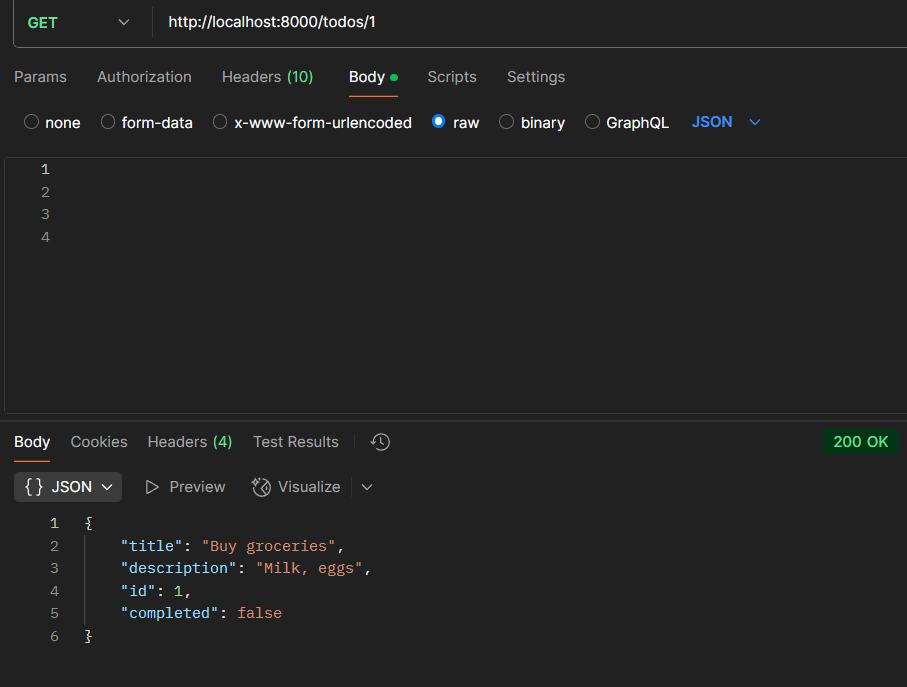 GET http://localhost:8000/todos/1
Params Authorization Headers (10) Body Scripts Settings
none form-data x-www-form-urlencoded raw binary GraphQL JSON
1
2
3
4
Body Cookies Headers (4) Test Results 200 OK
{} JSON Preview Visualize
1 {
2 "title": "Buy groceries",
3 "description": "Milk, eggs",
4 "id": 1,
5 "completed": false
6 }